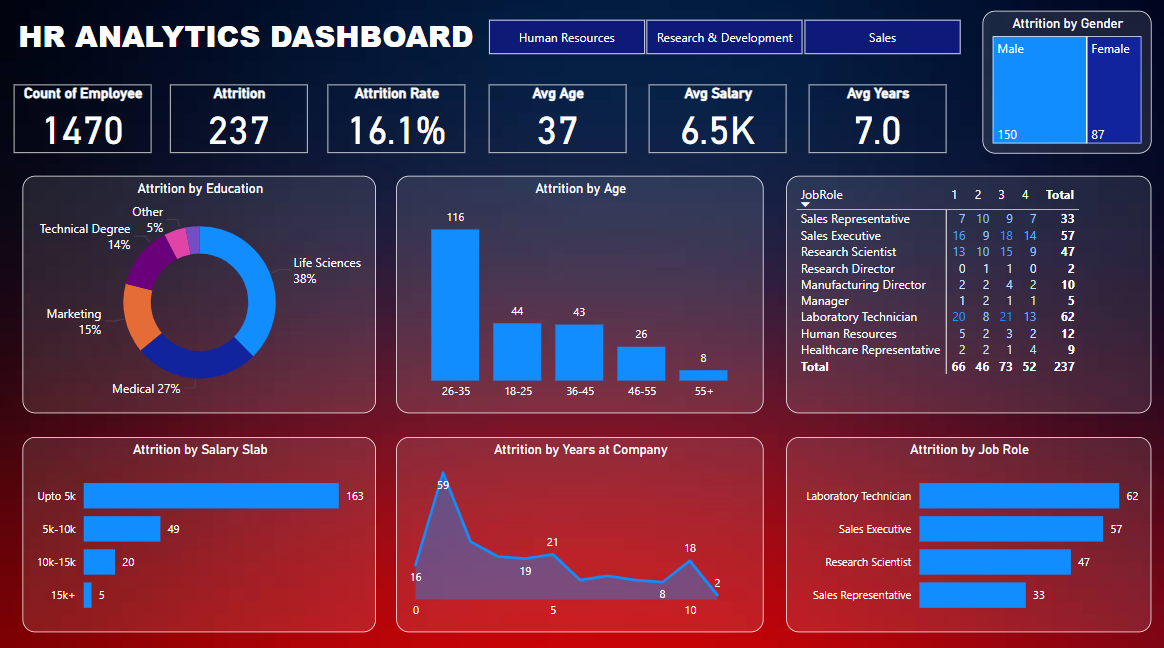 HR ANALYTICS DASHBOARD
Human Resources
Research & Development
Sales
Attrition by Gender
Male
Female
150
87
Count of Employee
1470
Attrition
237
Attrition Rate
16.1%
Avg Age
37
Avg Salary
6.5K
Avg Years
7.0
Attrition by Education
Other
5%
Technical Degree
14%
Life Sciences
38%
Marketing
15%
Medical 27%
Attrition by Age
116
44
43
26
8
26-35 18-25 36-45 46-55 55+
JobRole 1 2 3 4 Total
Sales Representative 7 10 9 7 33
Sales Executive 16 9 18 14 57
Research Scientist 13 10 15 9 47
Research Director 0 1 1 0 2
Manufacturing Director 2 2 4 2 10
Manager 1 2 1 1 5
Laboratory Technician 20 8 21 13 62
Human Resources 5 2 3 2 12
Healthcare Representative 2 2 1 4 9
Total 66 46 73 52 237
Attrition by Salary Slab
Upto 5k 163
5k-10k 49
10k-15k 20
15k+ 5
Attrition by Years at Company
59
16
19
21
8
18
2
0 5 10
Attrition by Job Role
Laboratory Technician 62
Sales Executive 57
Research Scientist 47
Sales Representative 33